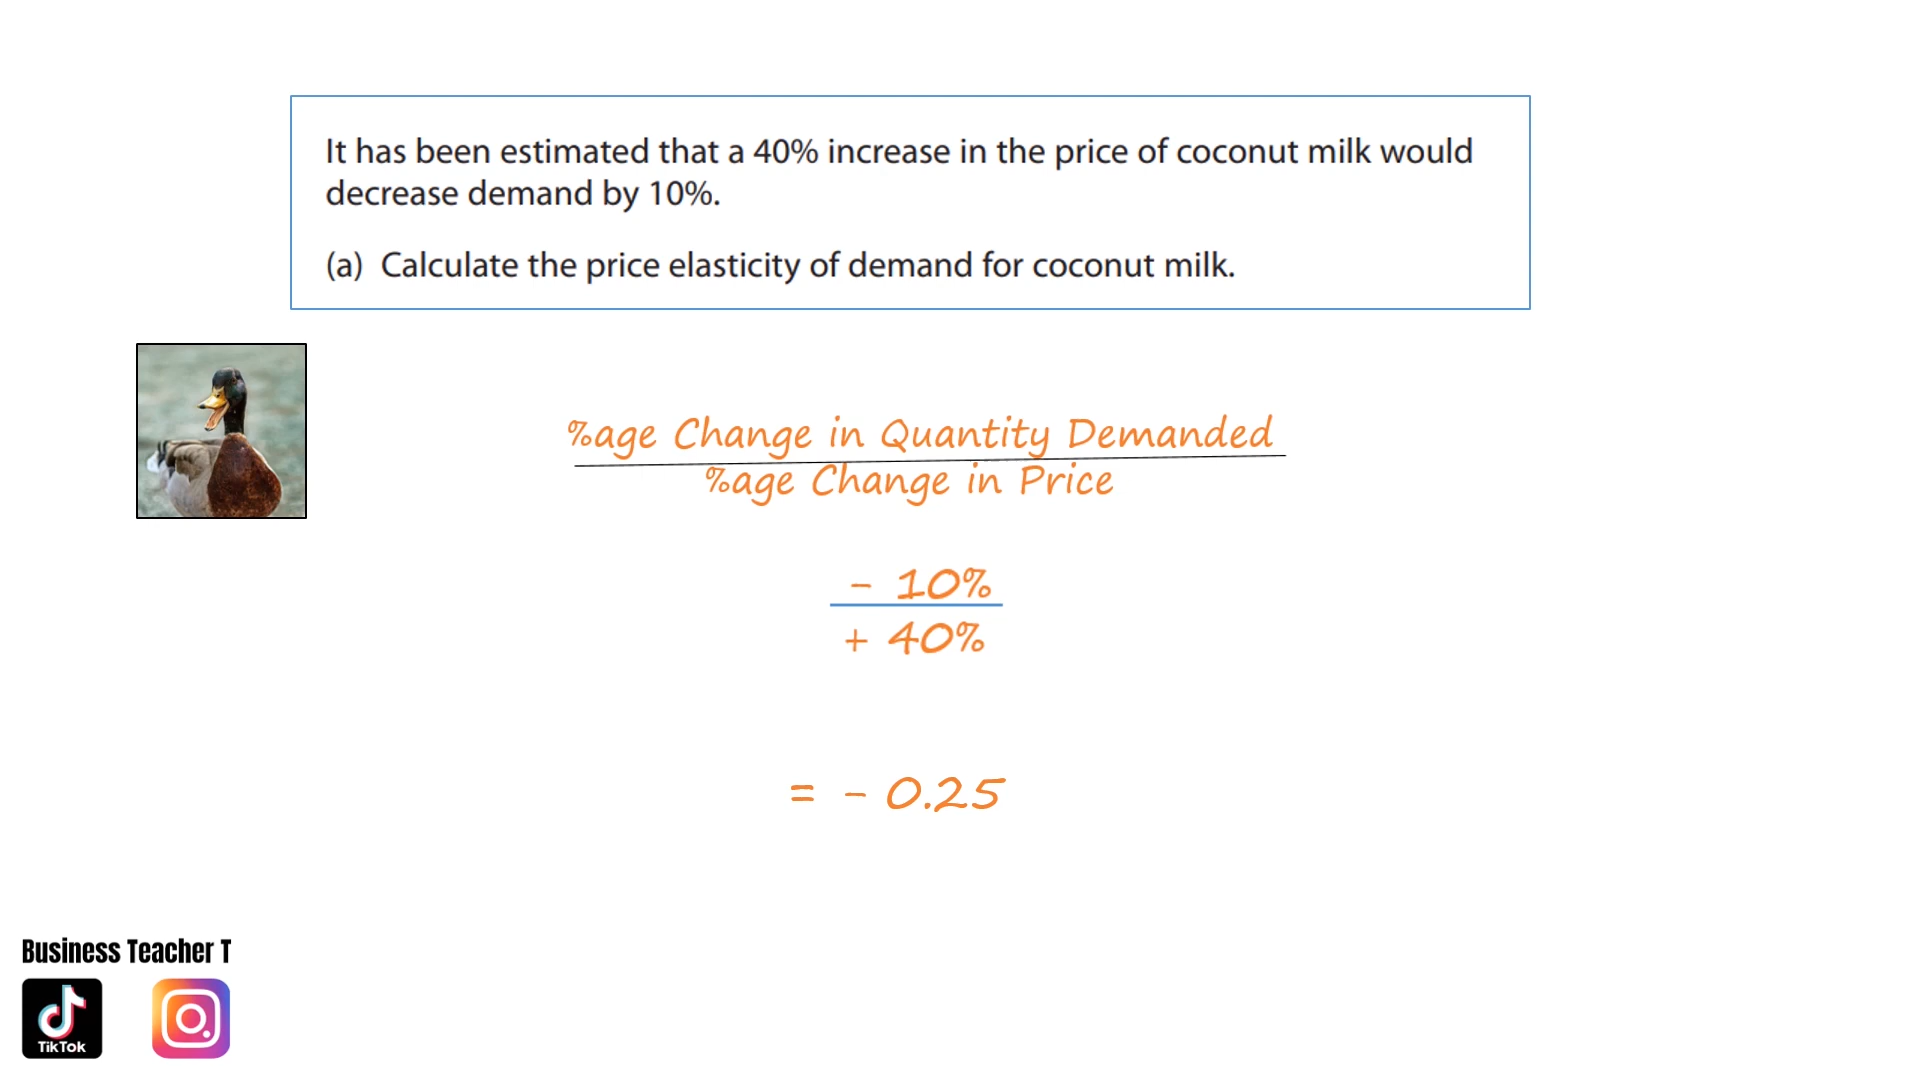 It has been estimated that a 40% increase in the price of coconut milk would
decrease demand by 10%.
(a) Calculate the price elasticity of demand for coconut milk.
%age Change in Quantity Demanded
%age Change in Price
- 10%
+ 40%
= - 0.25
Business Teacher T
TikTok